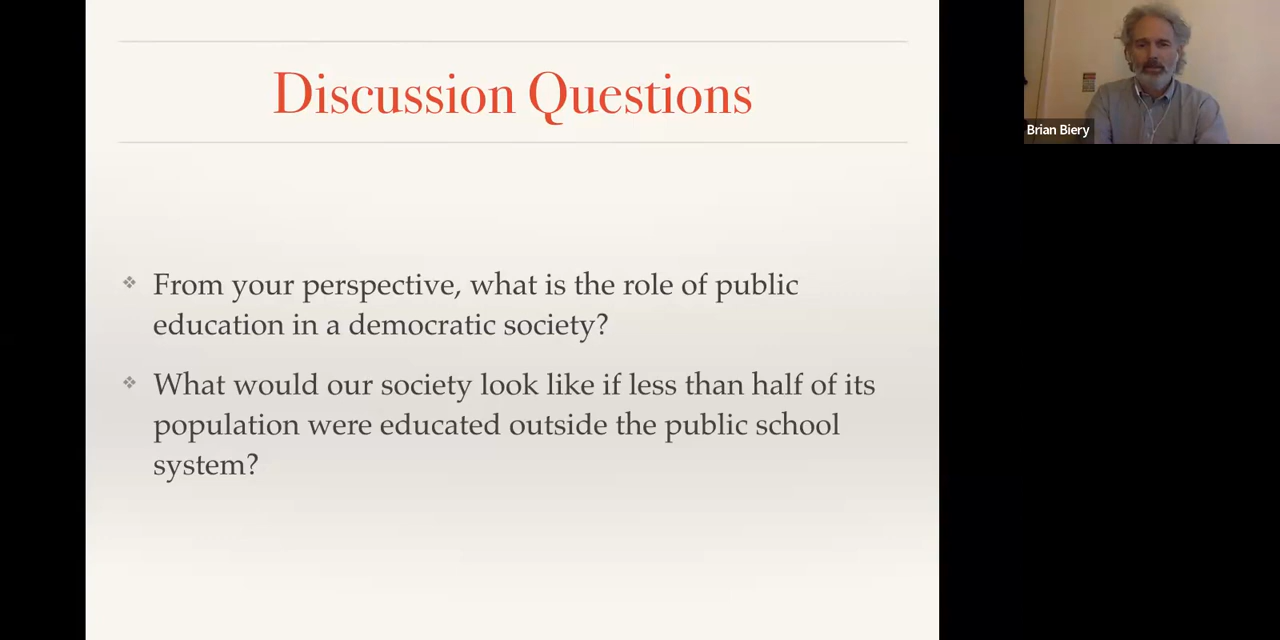 Discussion Questions
Brian Biery
From your perspective, what is the role of public
education in a democratic society?
What would our society look like if less than half of its
population were educated outside the public school
system?